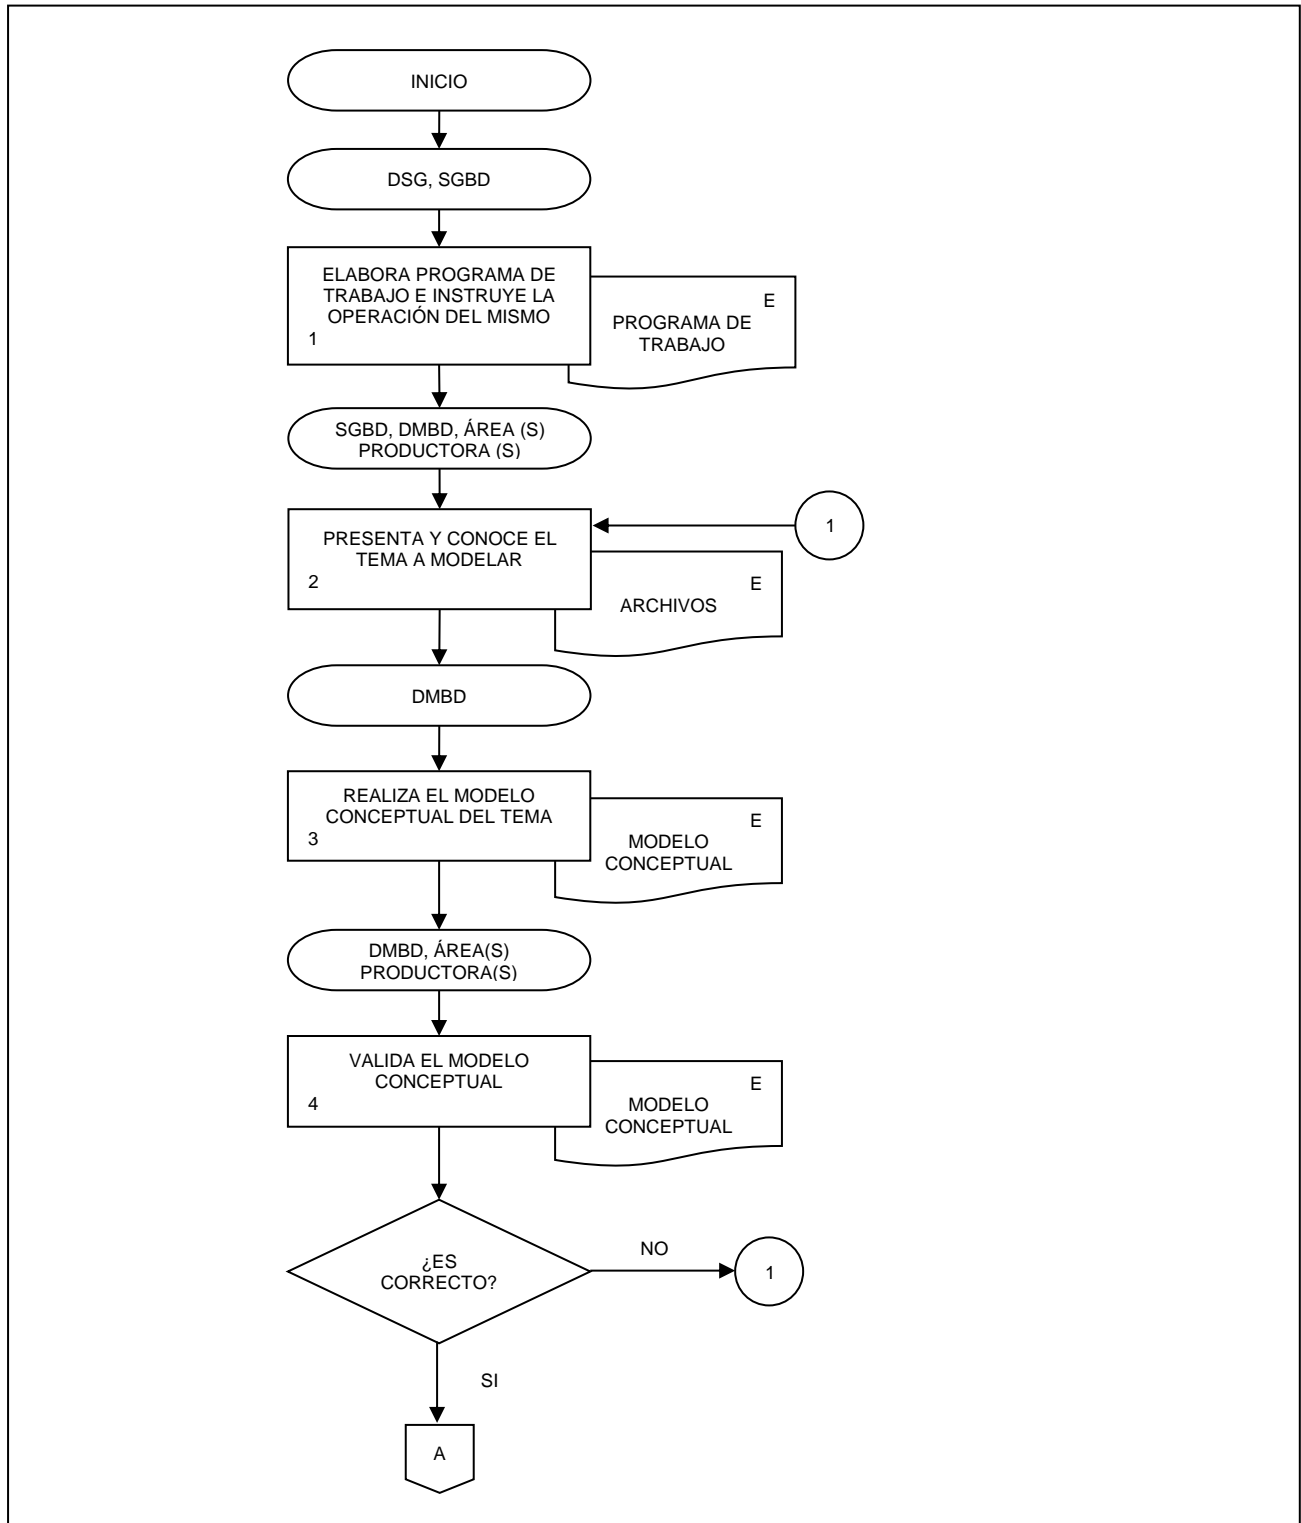 INICIO
DSG, SGBD
ELABORA PROGRAMA DE
TRABAJO E INSTRUYE LA
OPERACIÓN DEL MISMO
1
E
PROGRAMA DE
TRABAJO
SGBD, DMBD, ÁREA (S)
PRODUCTORA (S)
1
PRESENTA Y CONOCE EL
TEMA A MODELAR
2
E
ARCHIVOS
DMBD
REALIZA EL MODELO
CONCEPTUAL DEL TEMA
3
E
MODELO
CONCEPTUAL
DMBD, ÁREA(S)
PRODUCTORA(S)
VALIDA EL MODELO
CONCEPTUAL
4
E
MODELO
CONCEPTUAL
¿ES
CORRECTO?
NO
1
SI
A